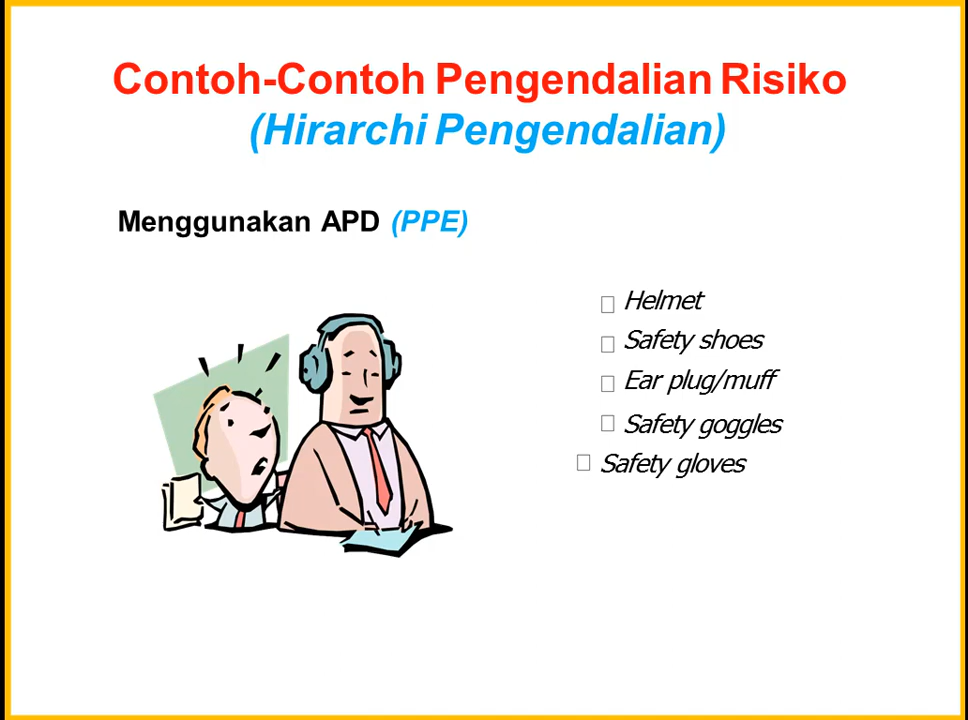 Contoh-Contoh Pengendalian Risiko
(Hirarchi Pengendalian)
Menggunakan APD (PPE)
Helmet
Safety shoes
Ear plug/muff
Safety goggles
Safety gloves